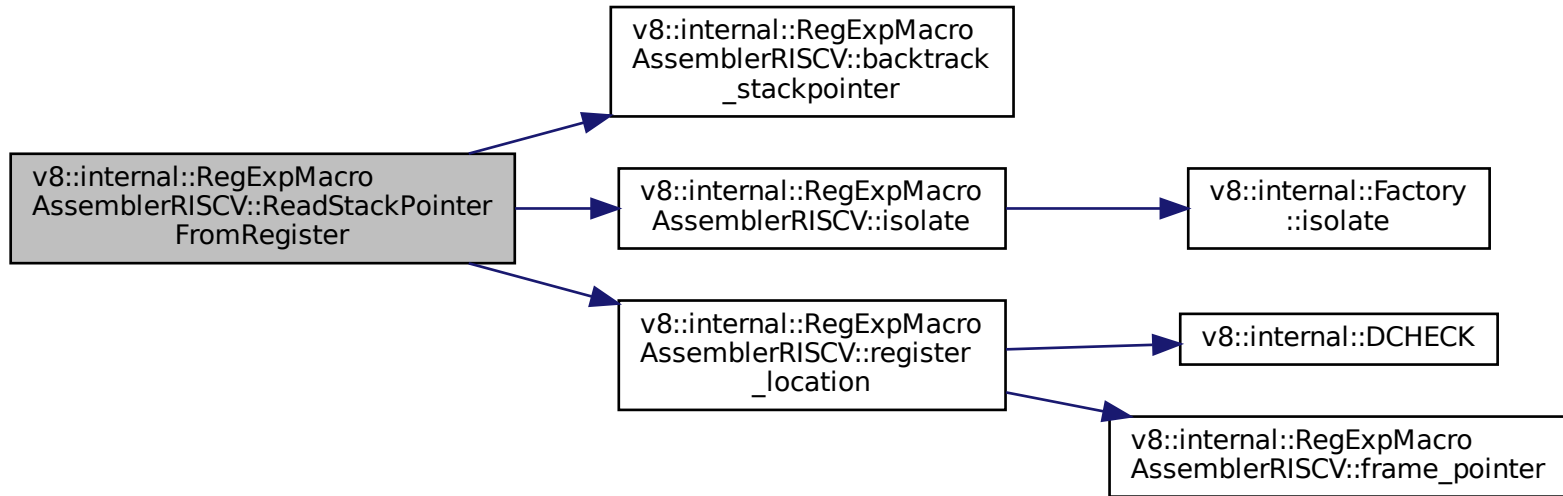 v8::internal::RegExpMacro
AssemblerRISCV::ReadStackPointer
FromRegister
v8::internal::RegExpMacro
AssemblerRISCV::backtrack
_stackpointer
v8::internal::RegExpMacro
AssemblerRISCV::isolate
v8::internal::Factory
::isolate
v8::internal::RegExpMacro
AssemblerRISCV::register
_location
v8::internal::DCHECK
v8::internal::RegExpMacro
AssemblerRISCV::frame_pointer